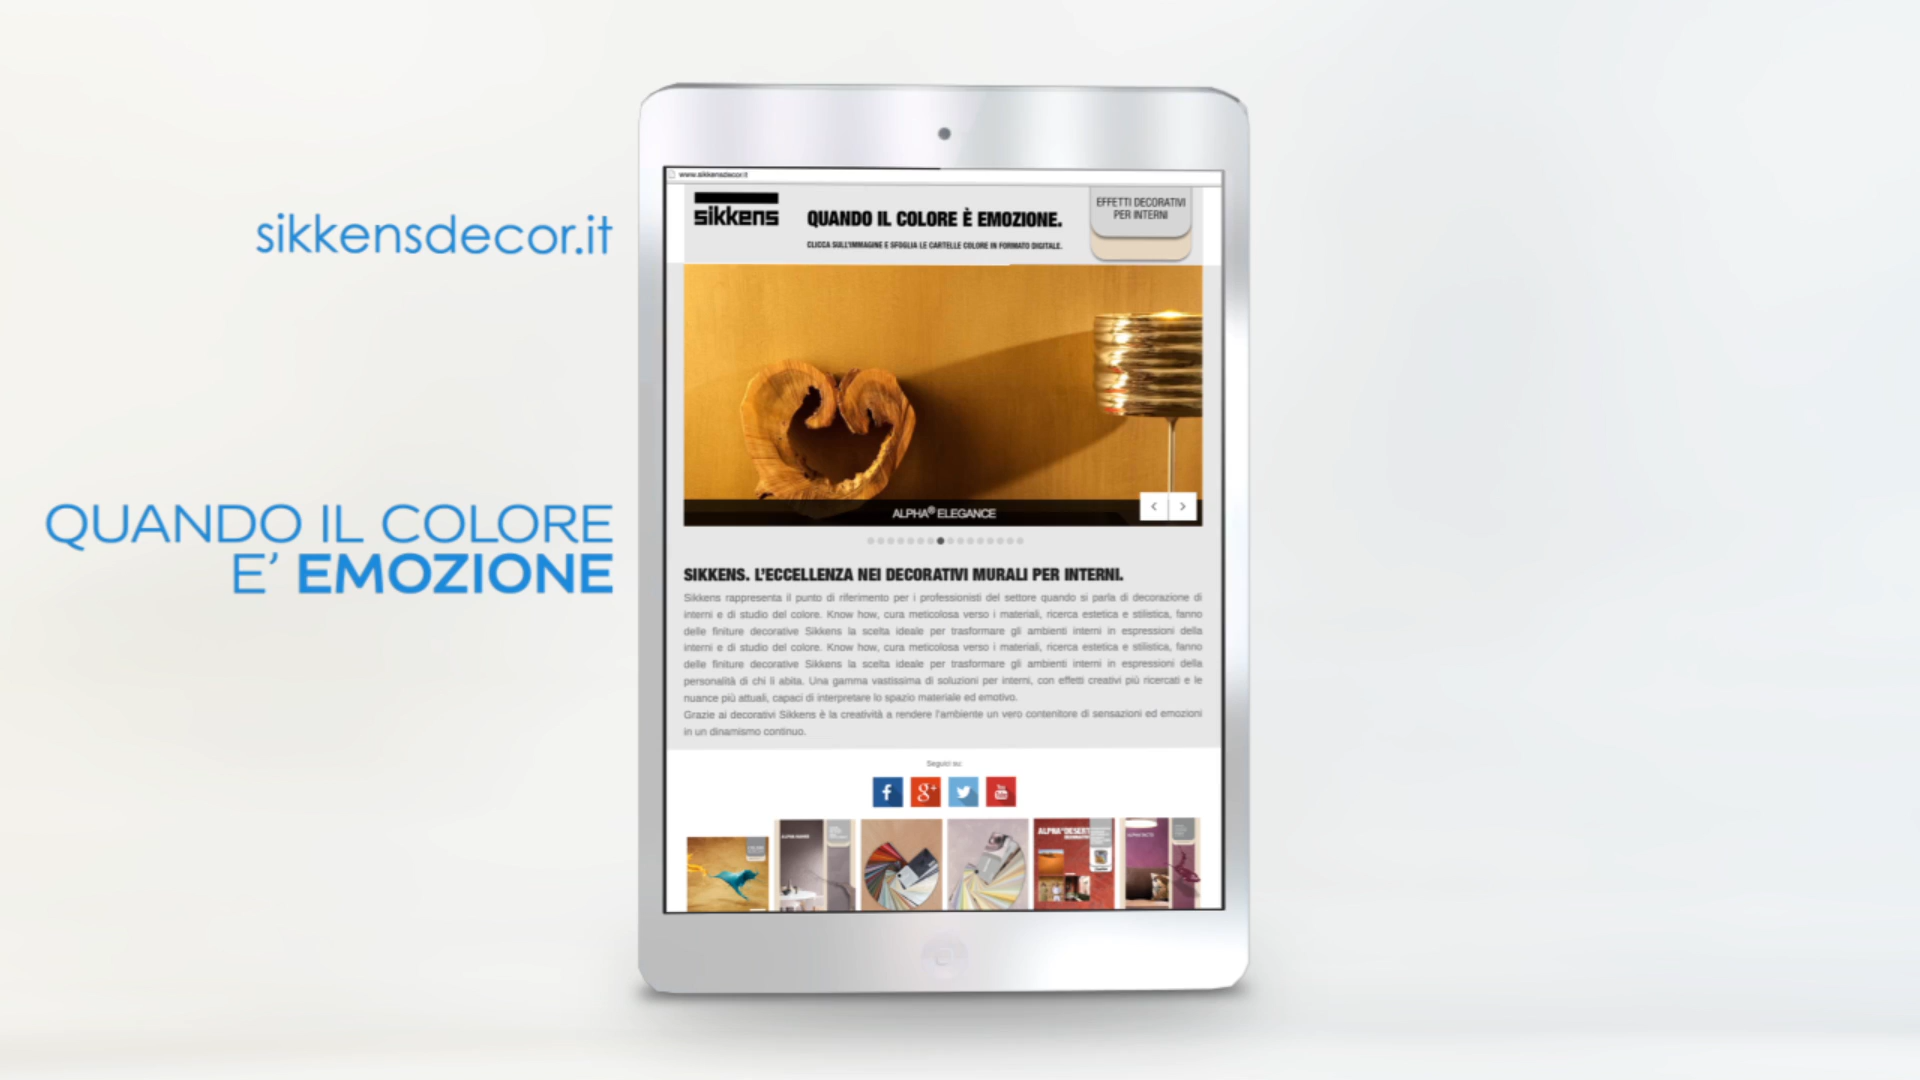 sikkensdecor.it
QUANDO IL COLORE
E' EMOZIONE
www.sikkensdecor.it
sikkens
QUANDO IL COLORE È EMOZIONE.
CLICCA SULL'IMMAGINE E SFOGLIA LE CARTELLE COLORE IN FORMATO DIGITALE.
EFFETTI DECORATIVI
PER INTERNI
ALPHA® ELEGANCE
SIKKENS. L'ECCELLENZA NEI DECORATIVI MURALI PER INTERNI.
Sikkens rappresenta il punto di riferimento per i professionisti del settore quando si parla di decorazione di
interni e di studio del colore. Know how, cura meticolosa verso i materiali, ricerca estetica e stilistica, fanno
delle finiture decorative Sikkens la scelta ideale per trasformare gli ambienti interni in espressioni della
interni e di studio del colore. Know how, cura meticolosa verso i materiali, ricerca estetica e stilistica, fanno
delle finiture decorative Sikkens la scelta ideale per trasformare gli ambienti interni in espressioni della
personalità di chi li abita. Una gamma vastissima di soluzioni per interni, con effetti creativi più ricercati e le
nuance più attuali, capaci di interpretare lo spazio materiale ed emotivo.
Grazie ai decorativi Sikkens è la creatività a rendere l'ambiente un vero contenitore di sensazioni ed emozioni
in un dinamismo continuo.
Seguici su:
ALPHA DESERT